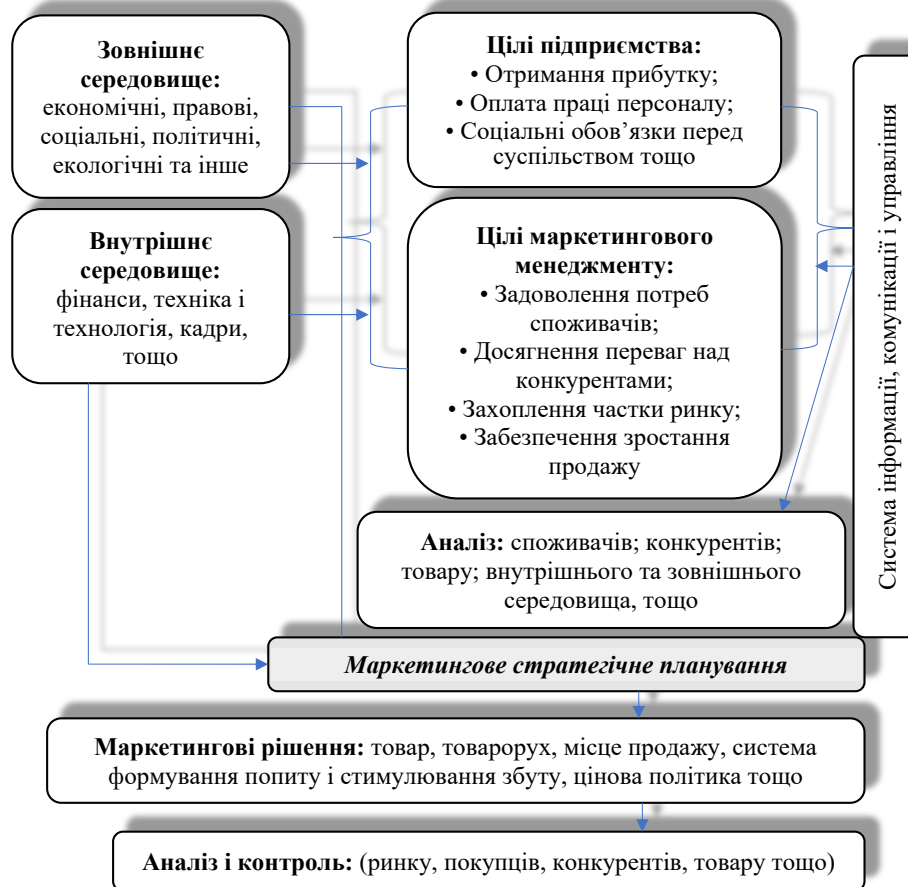 Зовнішнє
середовище:
економічні, правові,
соціальні, політичні,
екологічні та інше
Цілі підприємства:
• Отримання прибутку;
• Оплата праці персоналу;
• Соціальні обов’язки перед
суспільством тощо
Внутрішнє
середовище:
фінанси, техніка і
технологія, кадри,
тощо
Цілі маркетингового
менеджменту:
• Задоволення потреб
споживачів;
• Досягнення переваг над
конкурентами;
• Захоплення частки ринку;
• Забезпечення зростання
продажу
Система інформації, комунікації і управління
Аналіз: споживачів; конкурентів;
товару; внутрішнього та зовнішнього
середовища, тощо
Маркетингове стратегічне планування
Маркетингові рішення: товар, товарорух, місце продажу, система
формування попиту і стимулювання збуту, цінова політика тощо
Аналіз і контроль: (ринку, покупців, конкурентів, товару тощо)